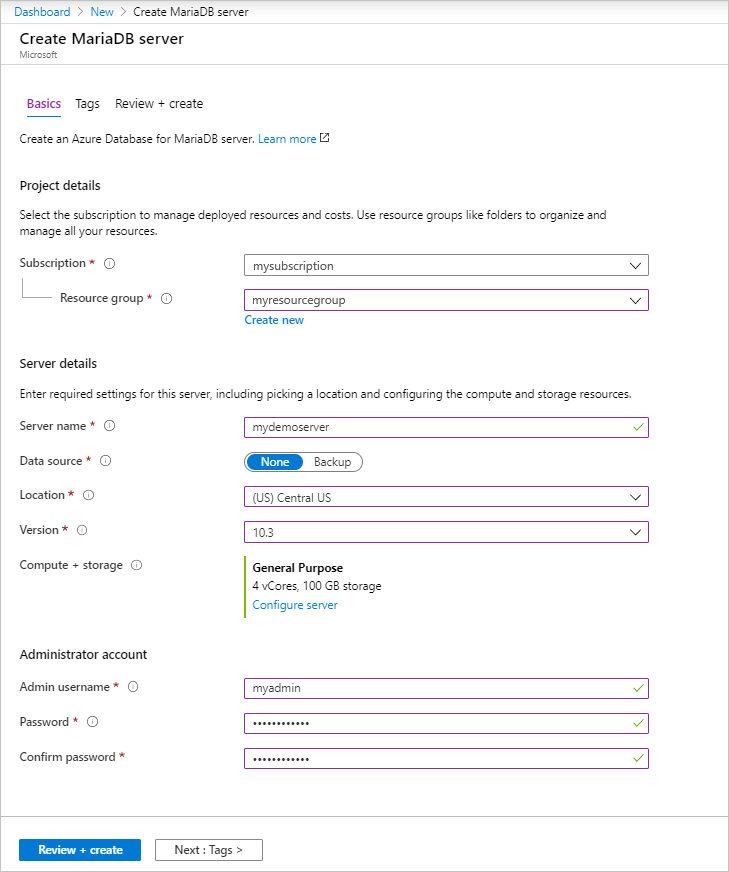 Dashboard > New > Create MariaDB server
Create MariaDB server
Microsoft
Basics Tags Review + create
Create an Azure Database for MariaDB server. Learn more
Project details
Select the subscription to manage deployed resources and costs. Use resource groups like folders to organize and
manage all your resources.
Subscription * mysubscription
Resource group * myresourcegroup
Create new
Server details
Enter required settings for this server, including picking a location and configuring the compute and storage resources.
Server name * mydemoserver
Data source * None Backup
Location * (US) Central US
Version * 10.3
Compute + storage General Purpose
4 vCores, 100 GB storage
Configure server
Administrator account
Admin username * myadmin
Password * ••••••••••••
Confirm password * ••••••••••••
Review + create Next : Tags >